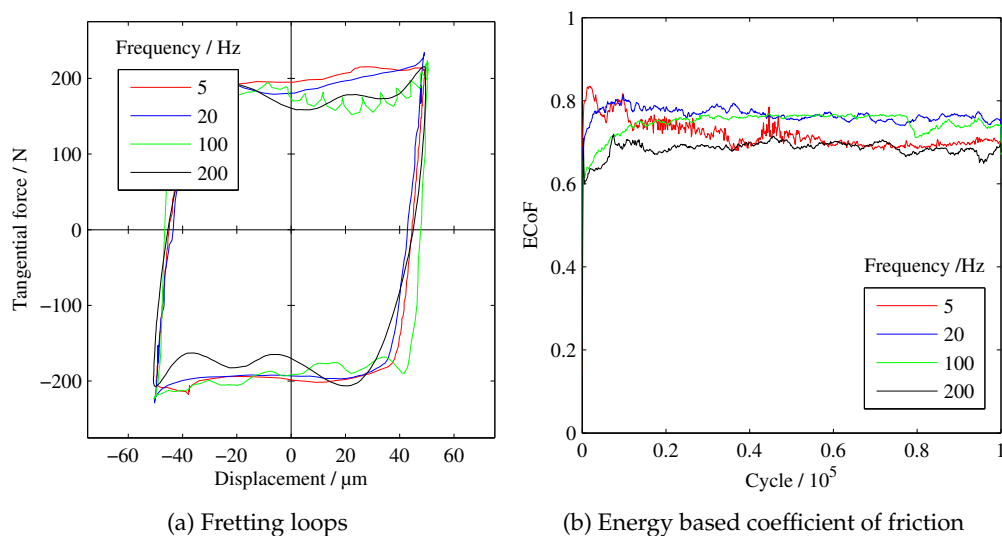 Frequency / Hz
5
20
100
200
200
100
0
−100
−200
Tangential force / N
−60 −40 −20 0 20 40 60
Displacement / µm
(a) Fretting loops
1
0.8
0.6
0.4
0.2
0
ECoF
Frequency /Hz
5
20
100
200
0 0.2 0.4 0.6 0.8 1
Cycle / 10^5
(b) Energy based coefficient of friction